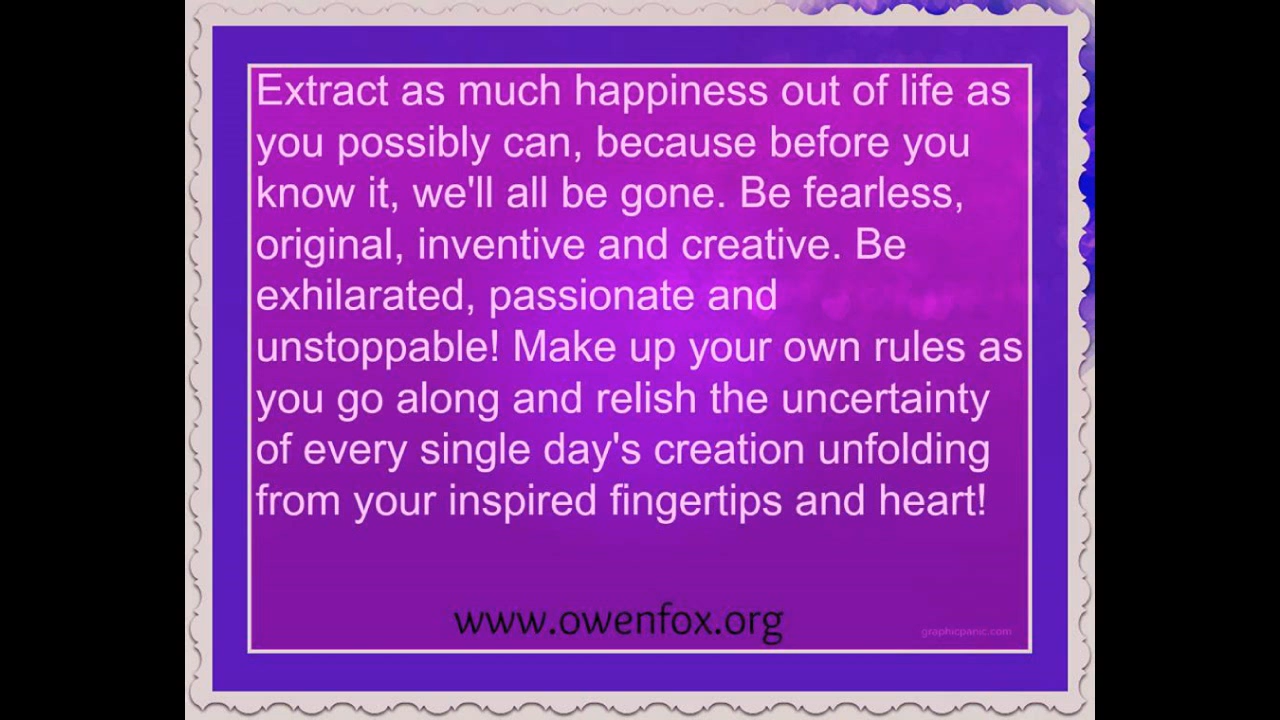 Extract as much happiness out of life as
you possibly can, because before you
know it, we'll all be gone. Be fearless,
original, inventive and creative. Be
exhilarated, passionate and
unstoppable! Make up your own rules as
you go along and relish the uncertainty
of every single day's creation unfolding
from your inspired fingertips and heart!
www.owenfox.org
graphicpanic.com